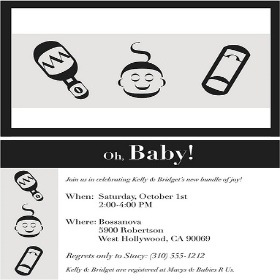 Oh, Baby!
Join us in celebrating Kelly & Bridget's new bundle of joy!
When: Saturday, October 1st
2:00-4:00 PM
Where: Bossanova
5900 Robertson
West Hollywood, CA 90069
Regrets only to Stacy: (310) 555-1212
Kelly & Bridget are registered at Macys & Babies R Us.